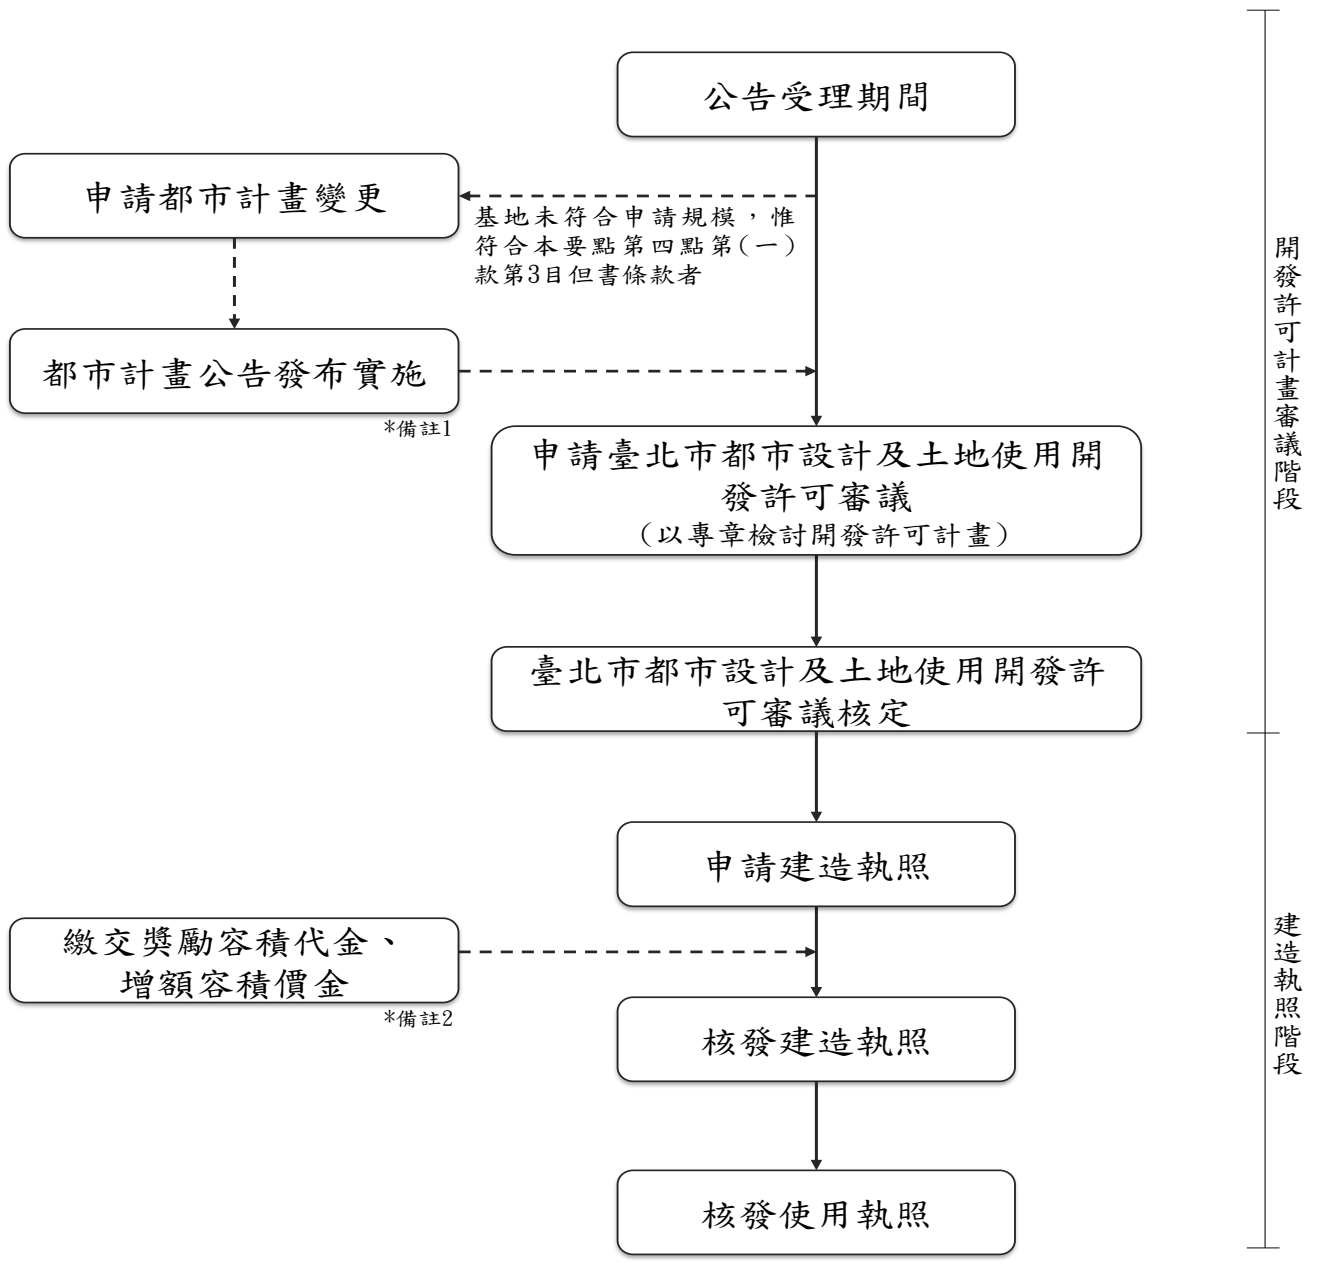 公告受理期間
申請都市計畫變更
基地未符合申請規模，惟
符合本要點第四點第(一)
款第3目但書條款者
都市計畫公告發布實施
*備註1
申請臺北市都市設計及土地使用開
發許可審議
(以專章檢討開發許可計畫)
臺北市都市設計及土地使用開發許
可審議核定
開發許可計畫審議階段
申請建造執照
繳交獎勵容積代金、
增額容積價金
*備註2
核發建造執照
核發使用執照
建造執照階段